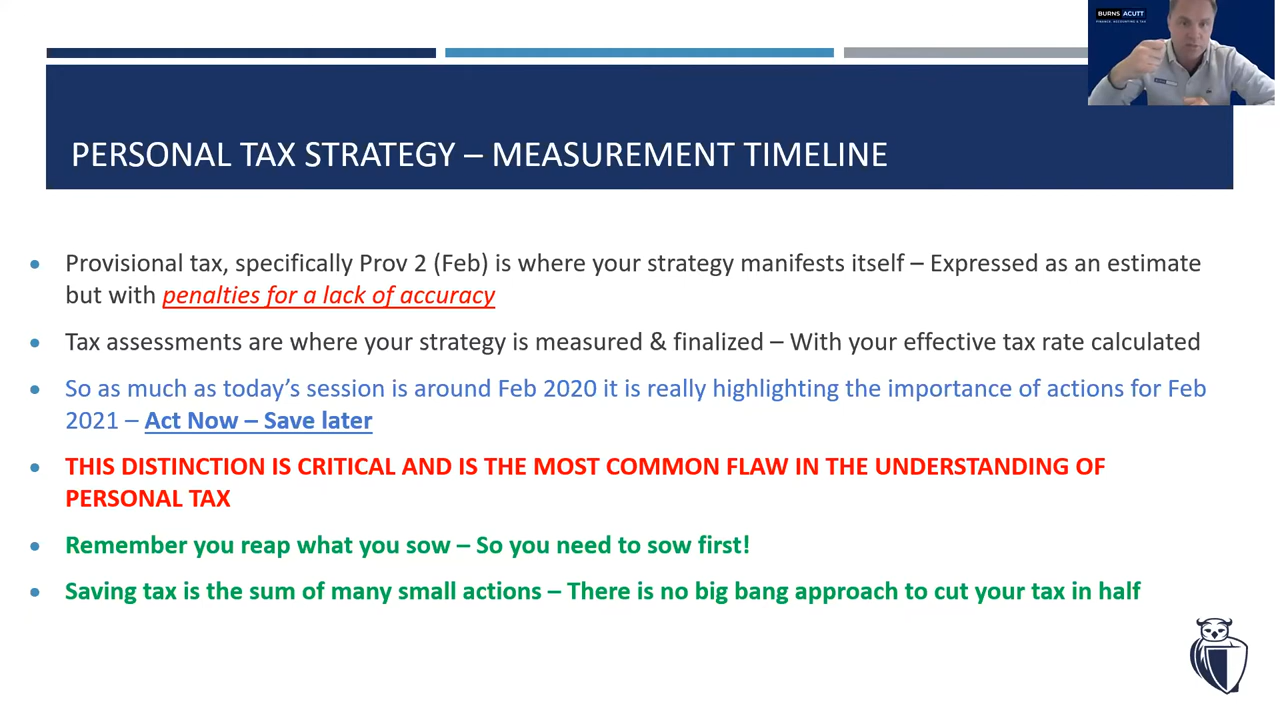 BURNS ACUTT
FINANCE, ACCOUNTING & TAX
PERSONAL TAX STRATEGY – MEASUREMENT TIMELINE
Provisional tax, specifically Prov 2 (Feb) is where your strategy manifests itself – Expressed as an estimate
but with penalties for a lack of accuracy
Tax assessments are where your strategy is measured & finalized – With your effective tax rate calculated
So as much as today's session is around Feb 2020 it is really highlighting the importance of actions for Feb
2021 – Act Now – Save later
THIS DISTINCTION IS CRITICAL AND IS THE MOST COMMON FLAW IN THE UNDERSTANDING OF
PERSONAL TAX
Remember you reap what you sow – So you need to sow first!
Saving tax is the sum of many small actions – There is no big bang approach to cut your tax in half